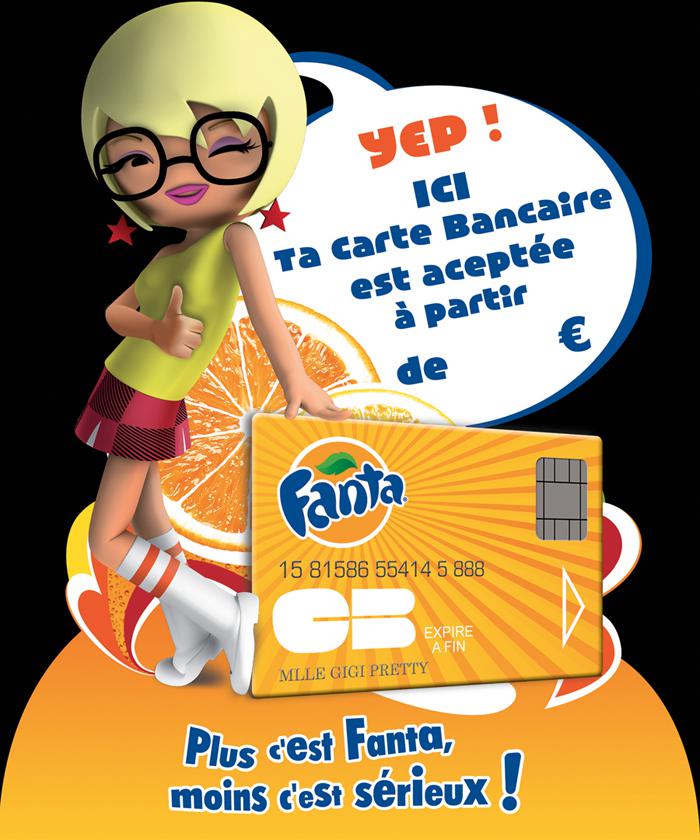 YEP !
ICI
Ta Carte Bancaire
est aceptée
à partir
de €
Fanta
15 81586 55414 5 888
CB
EXPIRE
A FIN
MLLE GIGI PRETTY
Plus c'est Fanta,
moins c'est sérieux !